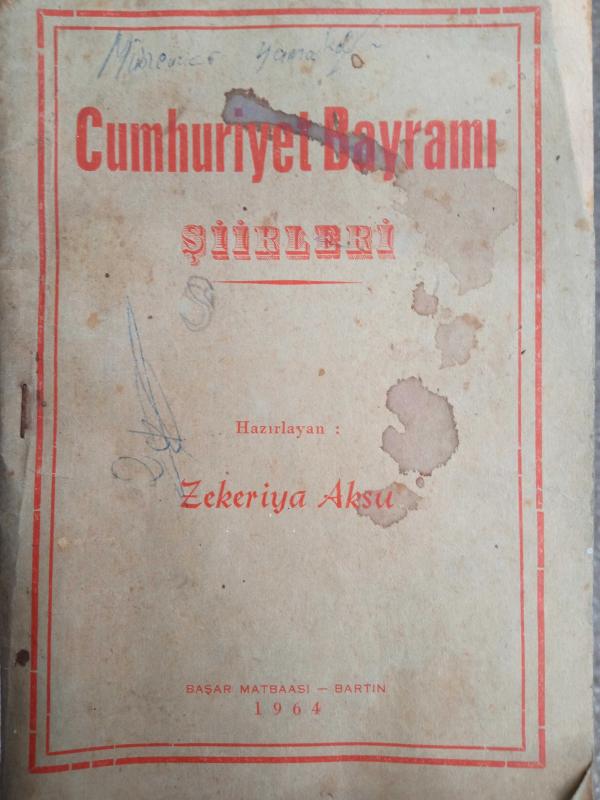 Cumhuriyet Bayramı
ŞİİRLERİ
Hazırlayan :
Zekeriya Aksu
BAŞAR MATBAASI — BARTIN
1964